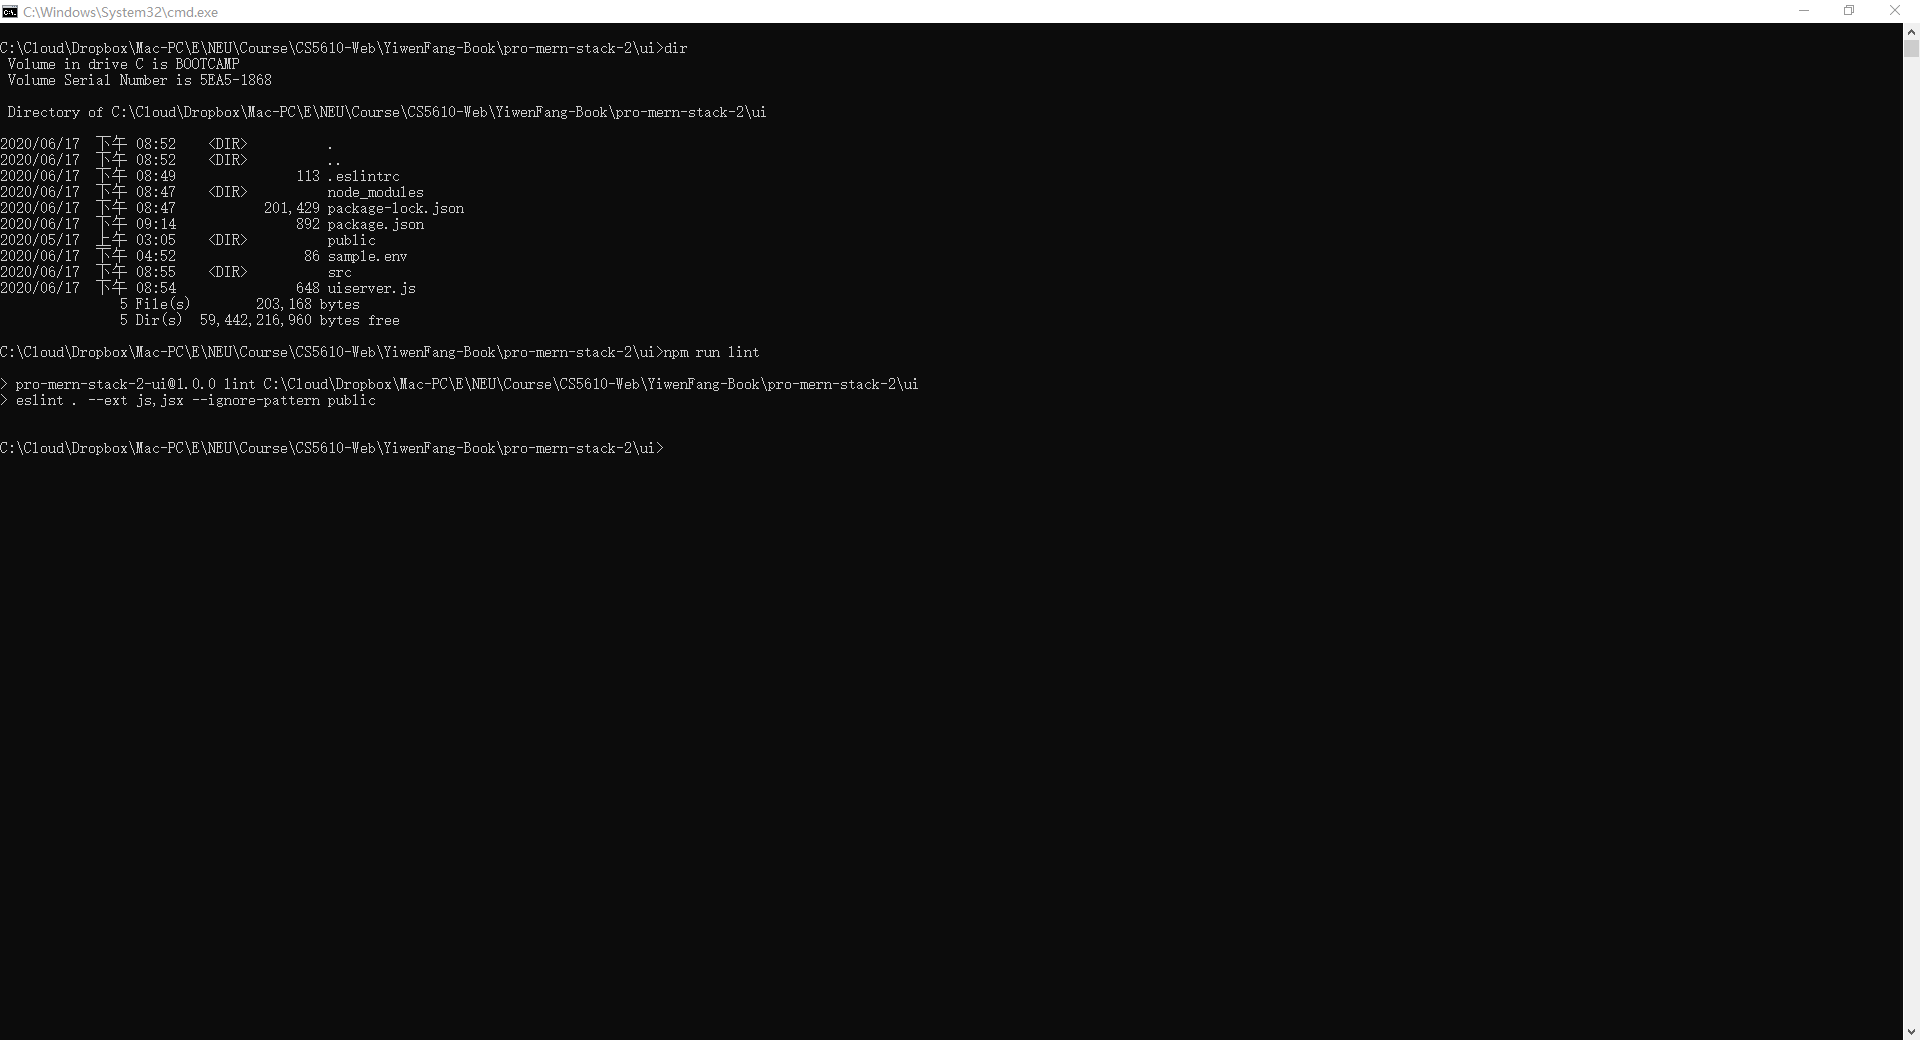 C:\Windows\System32\cmd.exe
C:\Cloud\Dropbox\Mac-PC\E\NEU\Course\CS5610-Web\YiwenFang-Book\pro-mern-stack-2\ui>dir
Volume in drive C is BOOTCAMP
Volume Serial Number is 5EA5-1868
Directory of C:\Cloud\Dropbox\Mac-PC\E\NEU\Course\CS5610-Web\YiwenFang-Book\pro-mern-stack-2\ui
2020/06/17 下午 08:52 <DIR> .
2020/06/17 下午 08:52 <DIR> ..
2020/06/17 下午 08:49 113 .eslintrc
2020/06/17 下午 08:47 <DIR> node_modules
2020/06/17 下午 08:47 201,429 package-lock.json
2020/06/17 下午 09:14 892 package.json
2020/05/17 上午 03:05 <DIR> public
2020/06/17 下午 04:52 86 sample.env
2020/06/17 下午 08:55 <DIR> src
2020/06/17 下午 08:54 648 uiserver.js
5 File(s) 203,168 bytes
5 Dir(s) 59,442,216,960 bytes free
C:\Cloud\Dropbox\Mac-PC\E\NEU\Course\CS5610-Web\YiwenFang-Book\pro-mern-stack-2\ui>npm run lint
> pro-mern-stack-2-ui@1.0.0 lint C:\Cloud\Dropbox\Mac-PC\E\NEU\Course\CS5610-Web\YiwenFang-Book\pro-mern-stack-2\ui
> eslint . --ext js,jsx --ignore-pattern public
C:\Cloud\Dropbox\Mac-PC\E\NEU\Course\CS5610-Web\YiwenFang-Book\pro-mern-stack-2\ui>